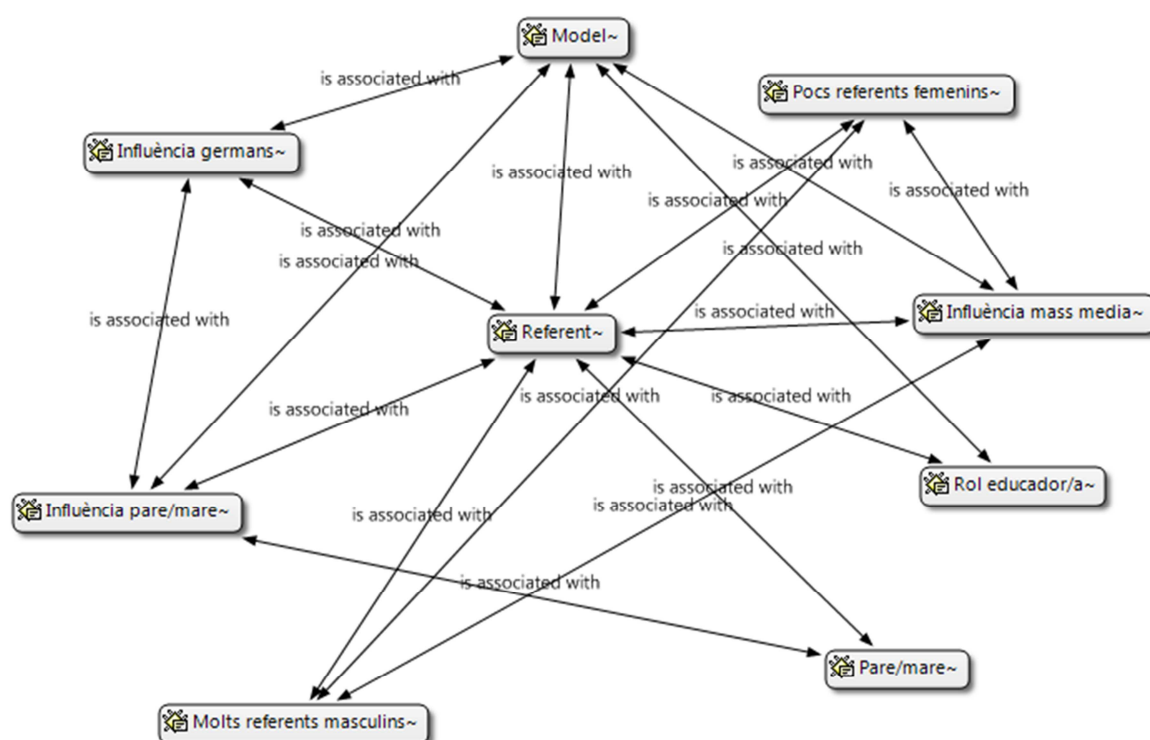 Model~
is associated with
Pocs referents femenins~
Influència germans~
is associated with
is associated with
is associated with
is associated with
is associated with
is associated with
is associated with
is associated with
Influència mass media~
is associated with
is associated with
Referent~
is associated with
is associated with
is associated with
Rol educador/a~
is associated with
is associated with
Influència pare/mare~
is associated with
is associated with
Pare/mare~
Molts referents masculins~